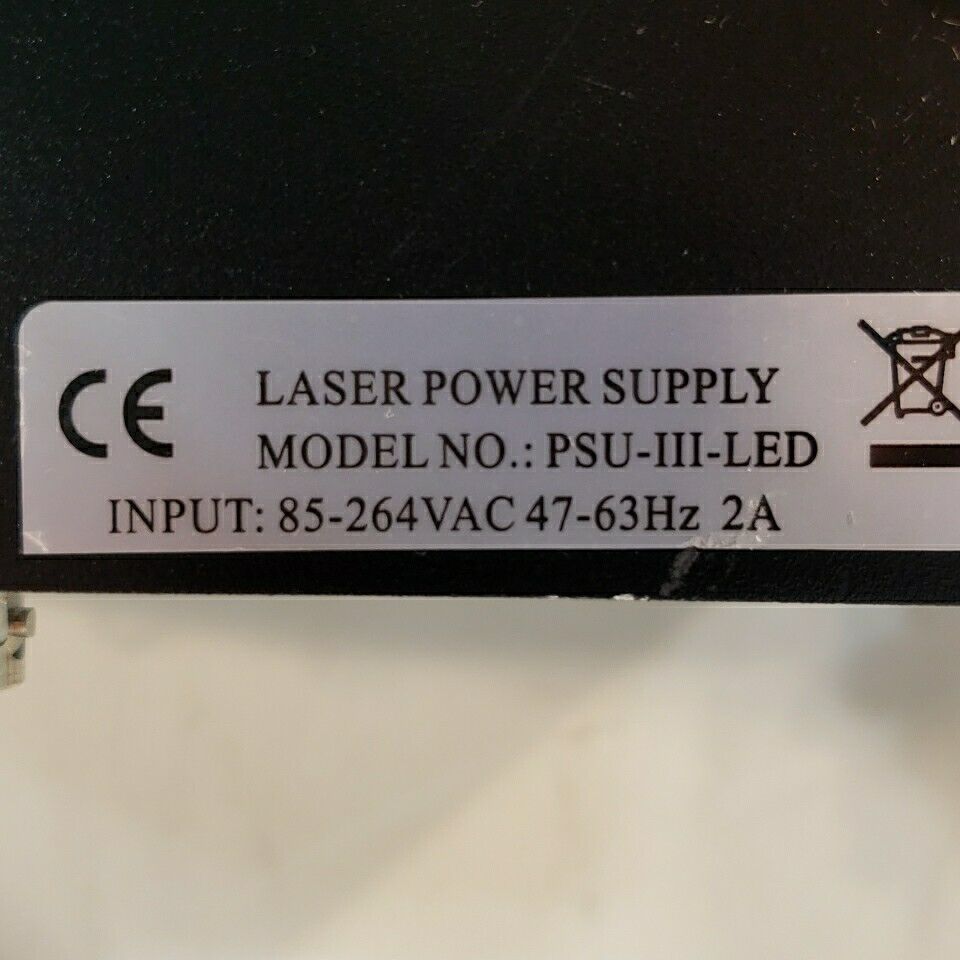 CE
LASER POWER SUPPLY
MODEL NO.: PSU-III-LED
INPUT: 85-264VAC 47-63Hz 2A